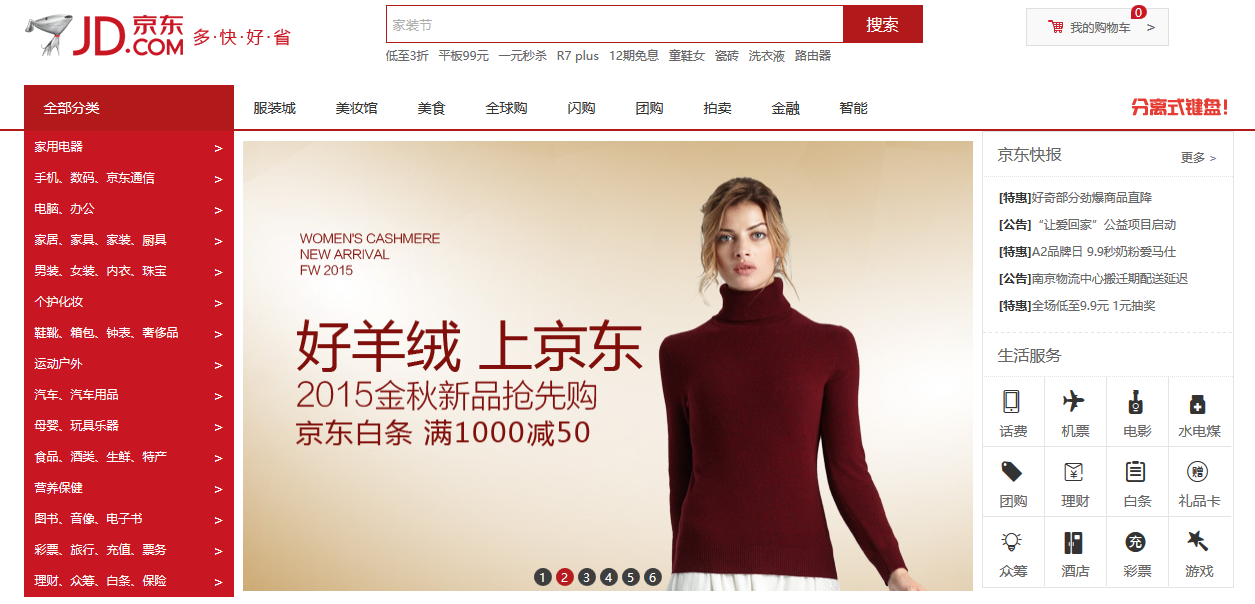 JD.京东.COM 多·快·好·省
家装节
搜索
0
我的购物车 >
低至3折 平板99元 一元秒杀 R7 plus 12期免息 童鞋女 瓷砖 洗衣液 路由器
全部分类
服装城 美妆馆 美食 全球购 闪购 团购 拍卖 金融 智能
分离式键盘!
家用电器 >
手机、数码、京东通信 >
电脑、办公 >
家居、家具、家装、厨具 >
男装、女装、内衣、珠宝 >
个护化妆 >
鞋靴、箱包、钟表、奢侈品 >
运动户外 >
汽车、汽车用品 >
母婴、玩具乐器 >
食品、酒类、生鲜、特产 >
营养保健 >
图书、音像、电子书 >
彩票、旅行、充值、票务 >
理财、众筹、白条、保险 >
WOMEN'S CASHMERE
NEW ARRIVAL
FW 2015
好羊绒 上京东
2015金秋新品抢先购
京东白条 满1000减50
1 2 3 4 5 6
京东快报 更多 >
[特惠]好奇部分劲爆商品直降
[公告]“让爱回家”公益项目启动
[特惠]A2品牌日 9.9秒奶粉爱马仕
[公告]南京物流中心搬迁期配送延迟
[特惠]全场低至9.9元 1元抽奖
生活服务
话费 机票 电影 水电煤
¥ 赠
团购 理财 白条 礼品卡
充
众筹 酒店 彩票 游戏